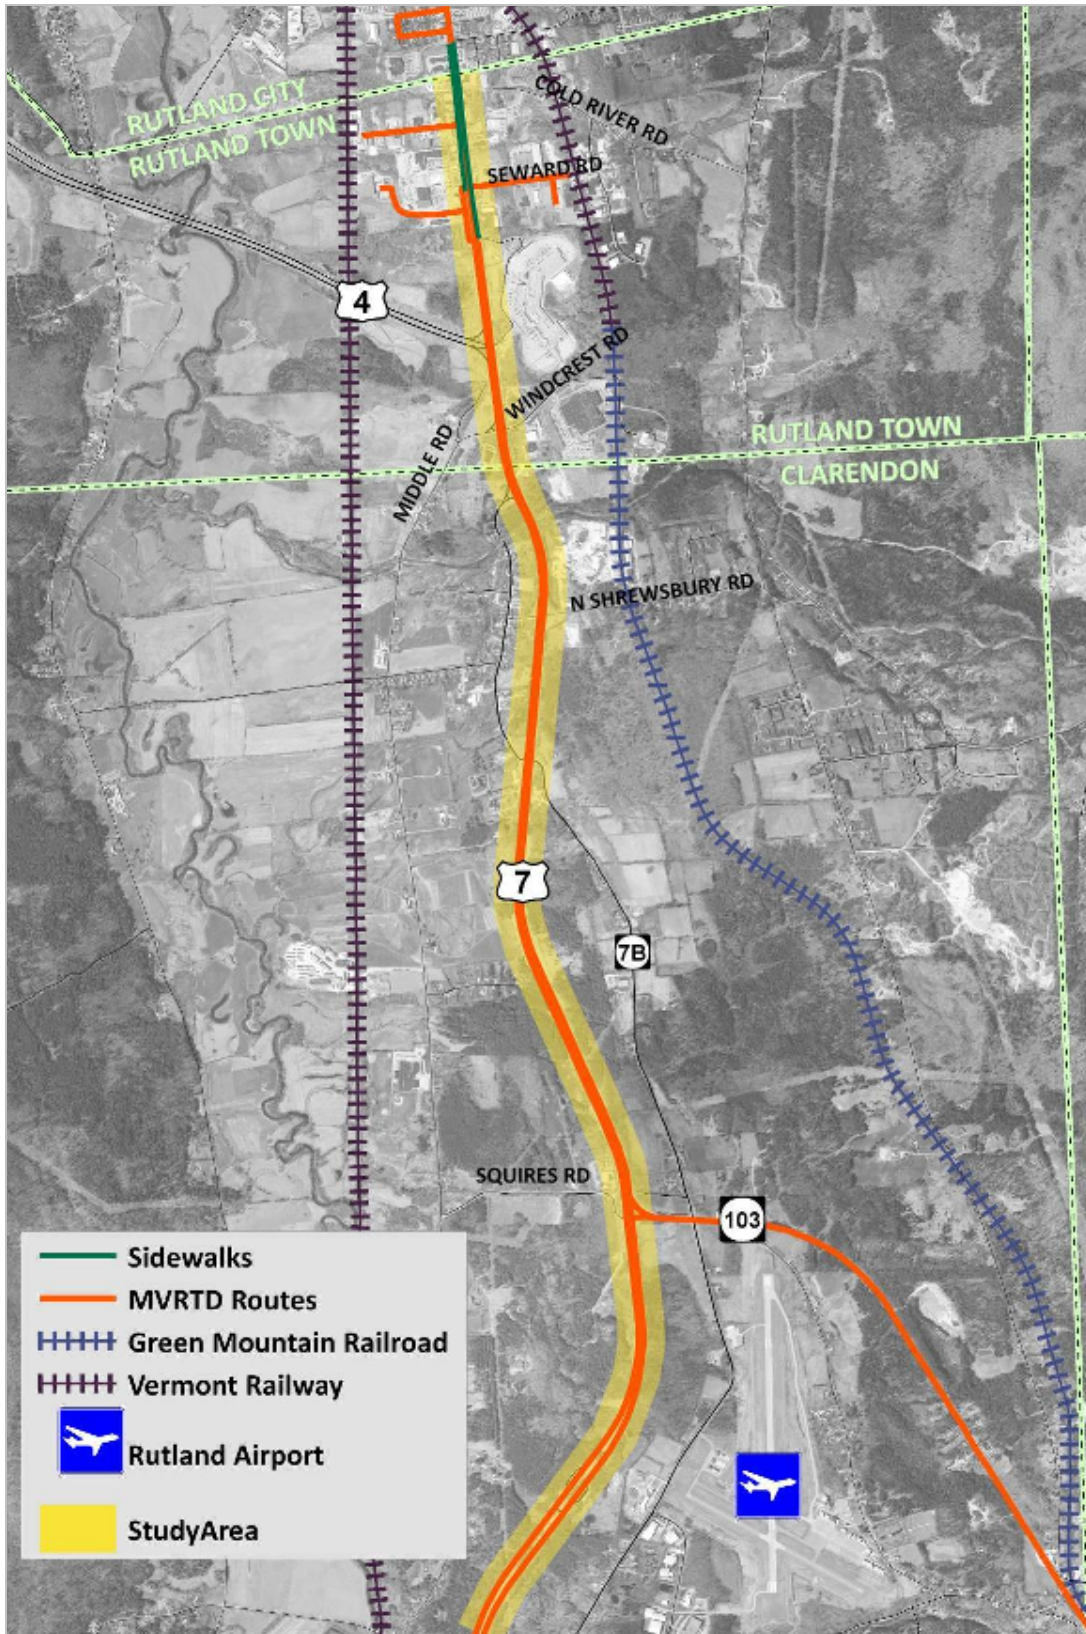 RUTLAND CITY
RUTLAND TOWN
COLD RIVER RD
SEWARD RD
4
WINDCREST RD
MIDDLE RD
RUTLAND TOWN
CLARENDON
N SHREWSBURY RD
7
7B
SQUIRES RD
103
Sidewalks
MVRTD Routes
Green Mountain Railroad
Vermont Railway
Rutland Airport
StudyArea